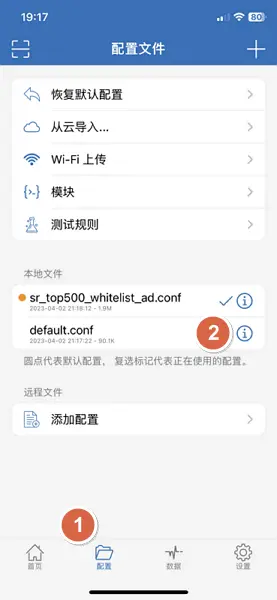 19:17
80
配置文件
恢复默认配置
从云导入...
Wi-Fi 上传
模块
测试规则
本地文件
sr_top500_whitelist_ad.conf
2023-04-02 21:18:12 - 1.9M
default.conf
2023-04-02 21:17:22 - 90.1K
2
圆点代表默认配置， 复选标记代表正在使用的配置。
远程文件
添加配置
1
首页
配置
数据
设置